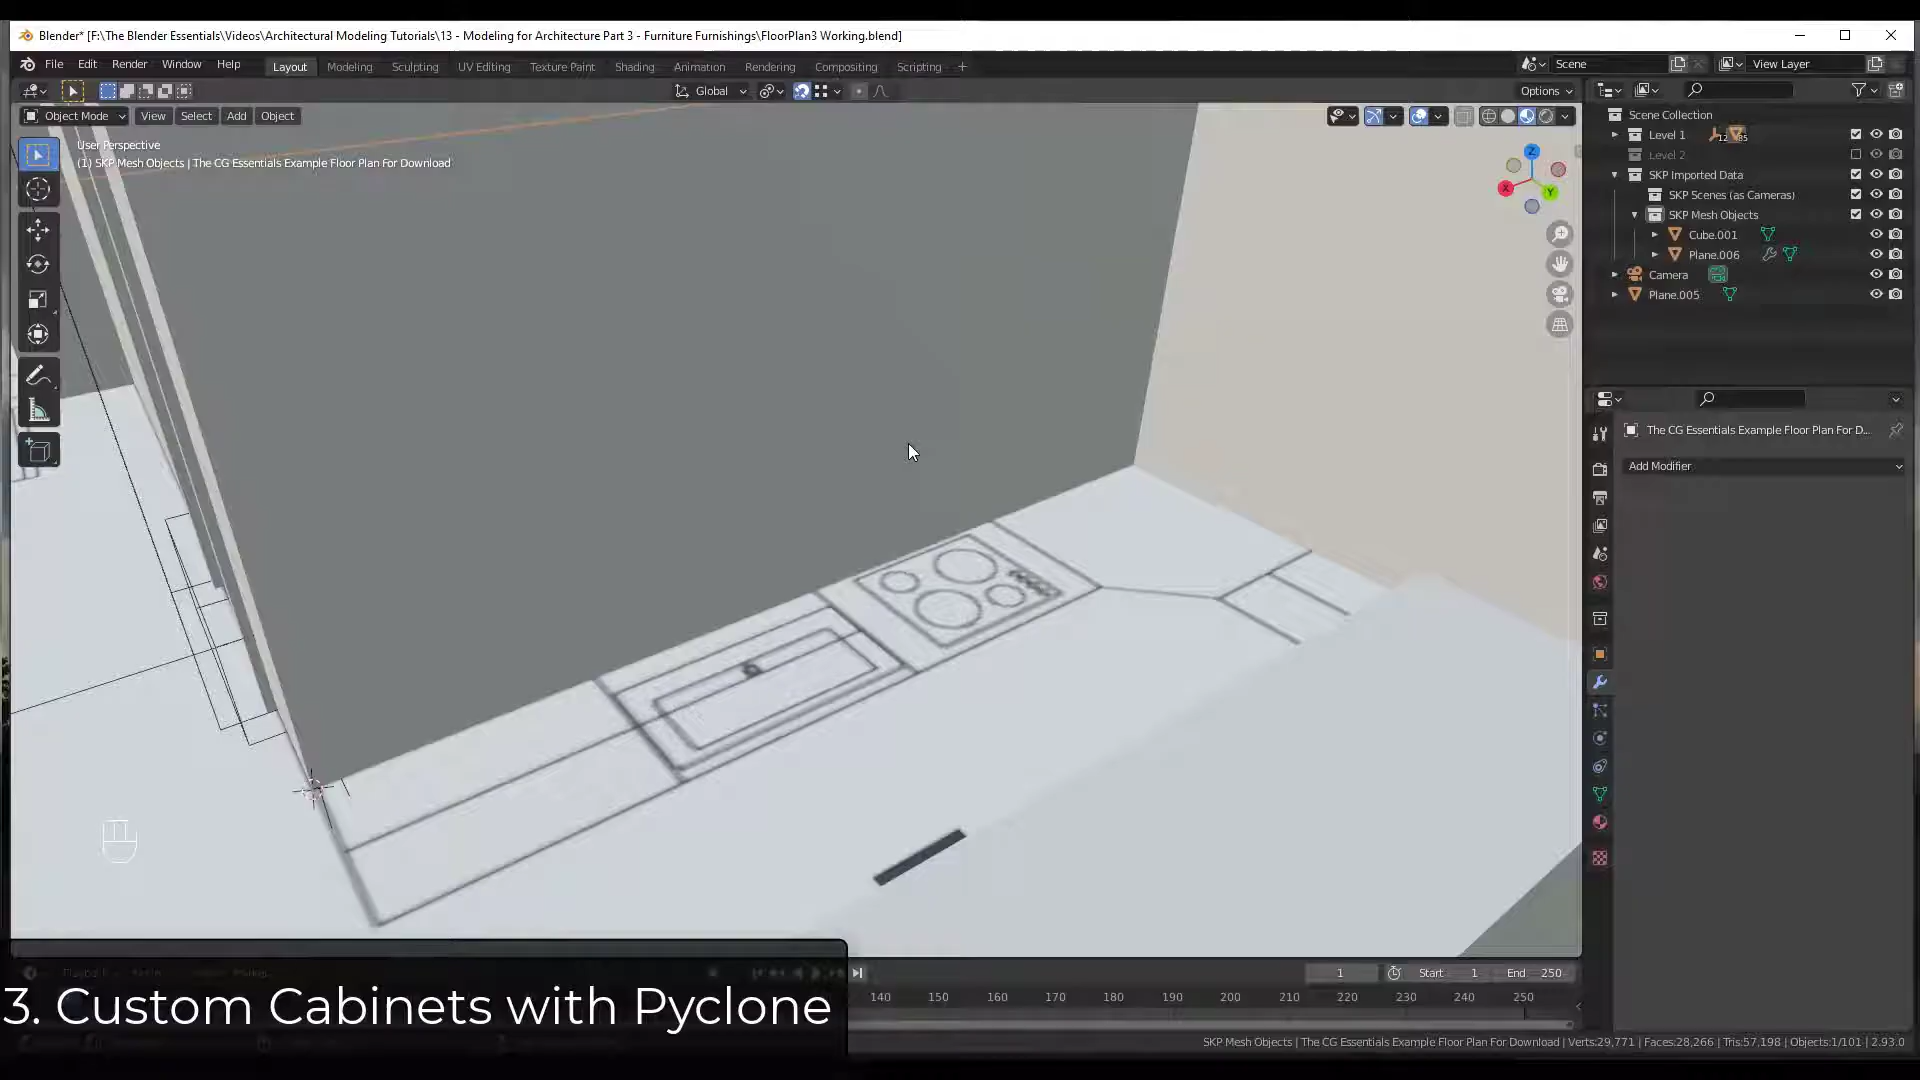 Blender* [F:\The Blender Essentials\Videos\Architectural Modeling Tutorials\13 - Modeling for Architecture Part 3 - Furniture Furnishings\FloorPlan3 Working.blend]
File Edit Render Window Help Layout Modeling Sculpting UV Editing Texture Paint Shading Animation Rendering Compositing Scripting + Scene View Layer
Global Options
Object Mode View Select Add Object
User Perspective
(1) SKP Mesh Objects | The CG Essentials Example Floor Plan For Download
Z
X
Y
Scene Collection
Level 1 12 85
Level 2
SKP Imported Data
SKP Scenes (as Cameras)
SKP Mesh Objects
Cube.001
Plane.006
Camera
Plane.005
The CG Essentials Example Floor Plan For D...
Add Modifier
1 Start 1 End 250
140 150 160 170 180 190 200 210 220 230 240 250
3. Custom Cabinets with Pyclone
SKP Mesh Objects | The CG Essentials Example Floor Plan For Download | Verts:29,771 | Faces:28,266 | Tris:57,198 | Objects:1/101 | 2.93.0